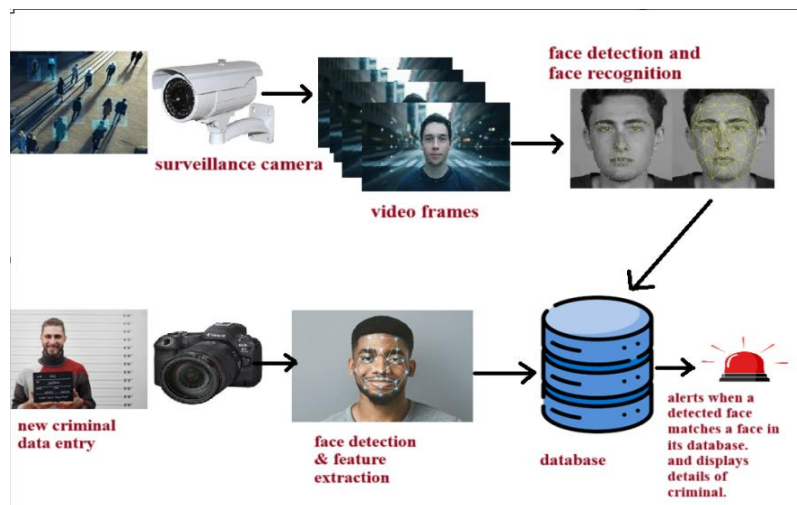 face detection and
face recognition
surveillance camera
video frames
Canon
new criminal
data entry
face detection
& feature
extraction
database
alerts when a
detected face
matches a face in
its database.
and displays
details of
criminal.